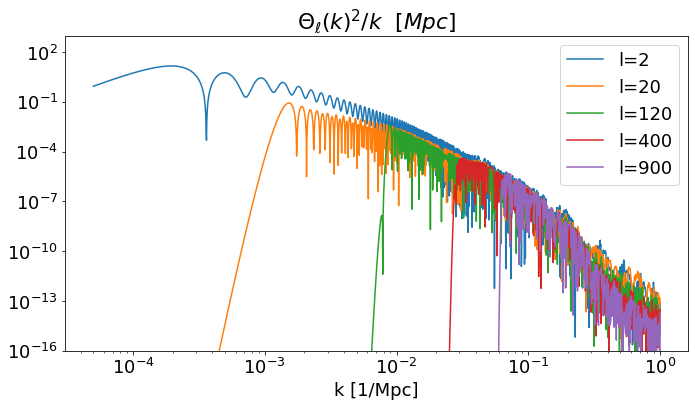 Θ_ℓ(k)²/k [Mpc]
10²
10⁻¹
10⁻⁴
10⁻⁷
10⁻¹⁰
10⁻¹³
10⁻¹⁶
l=2
l=20
l=120
l=400
l=900
10⁻⁴ 10⁻³ 10⁻² 10⁻¹ 10⁰
k [1/Mpc]